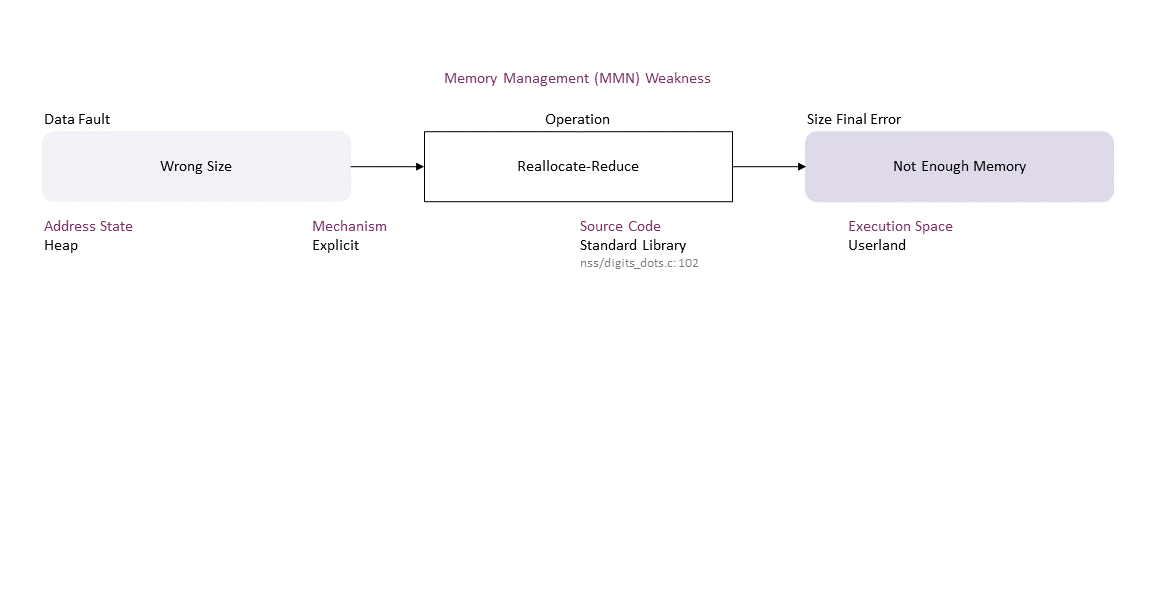 Memory Management (MMN) Weakness
Data Fault
Operation
Size Final Error
Wrong Size
Reallocate-Reduce
Not Enough Memory
Address State
Heap
Mechanism
Explicit
Source Code
Standard Library
nss/digits_dots.c:102
Execution Space
Userland